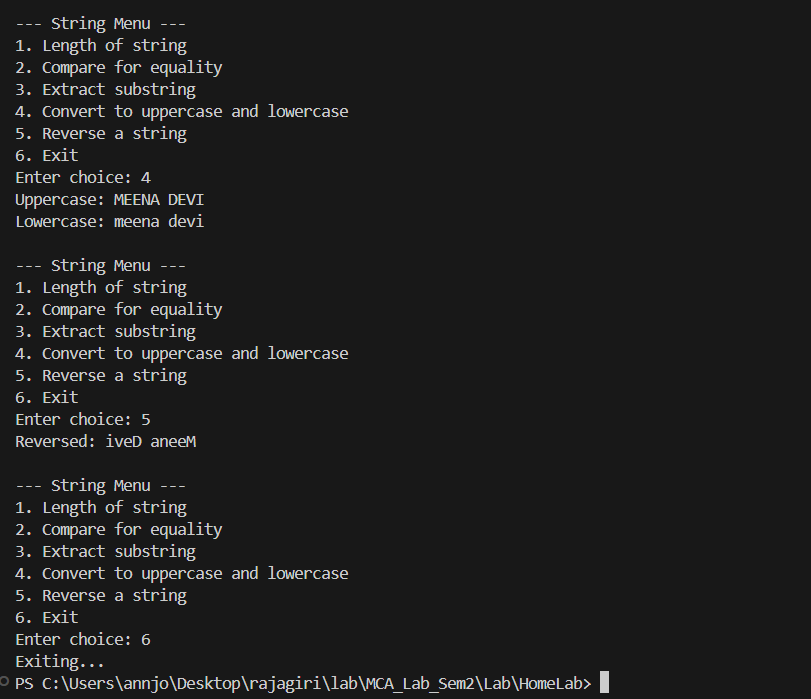 --- String Menu ---
1. Length of string
2. Compare for equality
3. Extract substring
4. Convert to uppercase and lowercase
5. Reverse a string
6. Exit
Enter choice: 4
Uppercase: MEENA DEVI
Lowercase: meena devi

--- String Menu ---
1. Length of string
2. Compare for equality
3. Extract substring
4. Convert to uppercase and lowercase
5. Reverse a string
6. Exit
Enter choice: 5
Reversed: iveD aneeM

--- String Menu ---
1. Length of string
2. Compare for equality
3. Extract substring
4. Convert to uppercase and lowercase
5. Reverse a string
6. Exit
Enter choice: 6
Exiting...
PS C:\Users\annjo\Desktop\rajagiri\lab\MCA_Lab_Sem2\Lab\HomeLab>